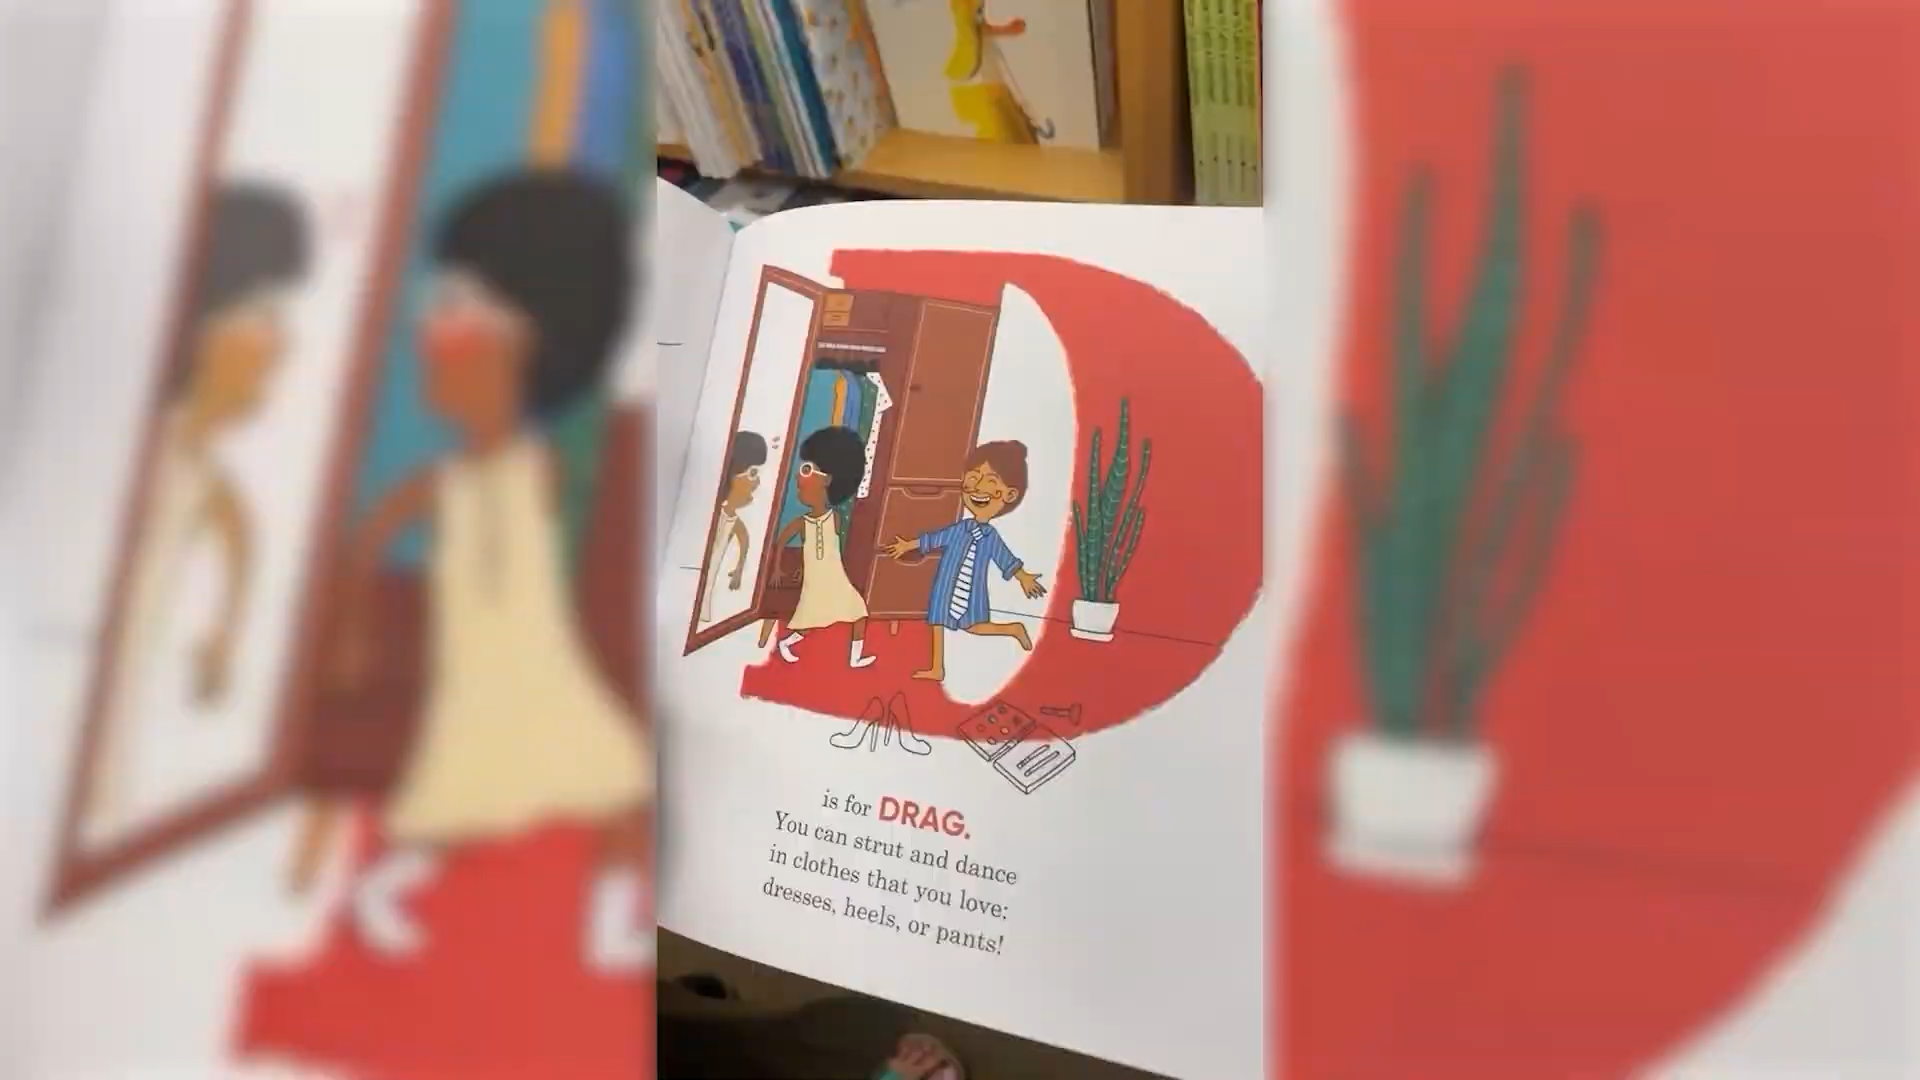 is for DRAG.
You can strut and dance
in clothes that you love:
dresses, heels, or pants!